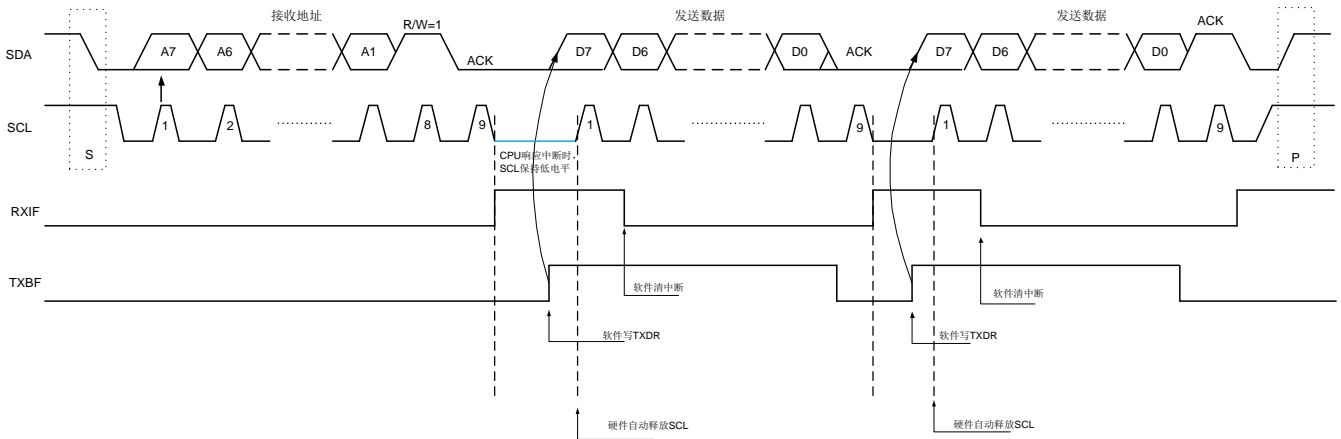 接收地址 发送数据 发送数据
R/W=1 ACK
SDA A7 A6 A1 ACK D7 D6 D0 ACK D7 D6 D0
SCL 1 2 8 9 1 9 1 9
S CPU响应中断时， P
SCL保持低电平
RXIF
TXBF
软件清中断 软件清中断
软件写TXDR 软件写TXDR
硬件自动释放SCL 硬件自动释放SCL